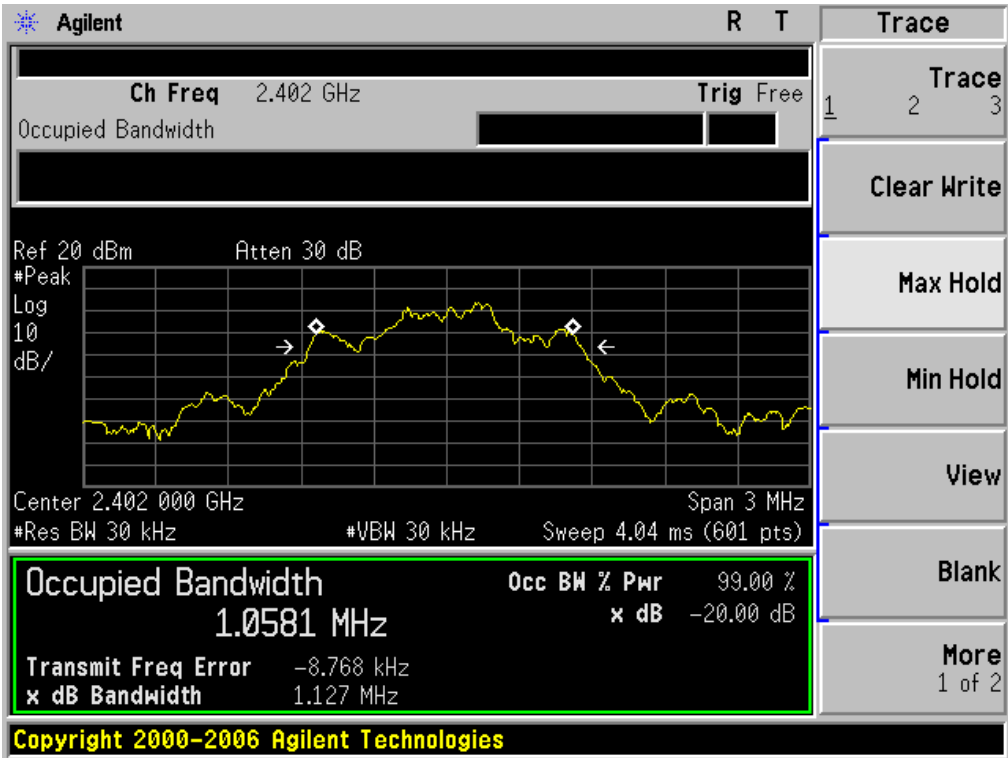 Agilent R T
Ch Freq 2.402 GHz Trig Free
Occupied Bandwidth
Ref 20 dBm Atten 30 dB
#Peak
Log
10
dB/
Center 2.402 000 GHz Span 3 MHz
#Res BW 30 kHz #VBW 30 kHz Sweep 4.04 ms (601 pts)
Occupied Bandwidth
1.0581 MHz
Occ BW % Pwr 99.00 %
x dB -20.00 dB
Transmit Freq Error -8.768 kHz
x dB Bandwidth 1.127 MHz
Copyright 2000-2006 Agilent Technologies
Trace
Trace
1 2 3
Clear Write
Max Hold
Min Hold
View
Blank
More
1 of 2